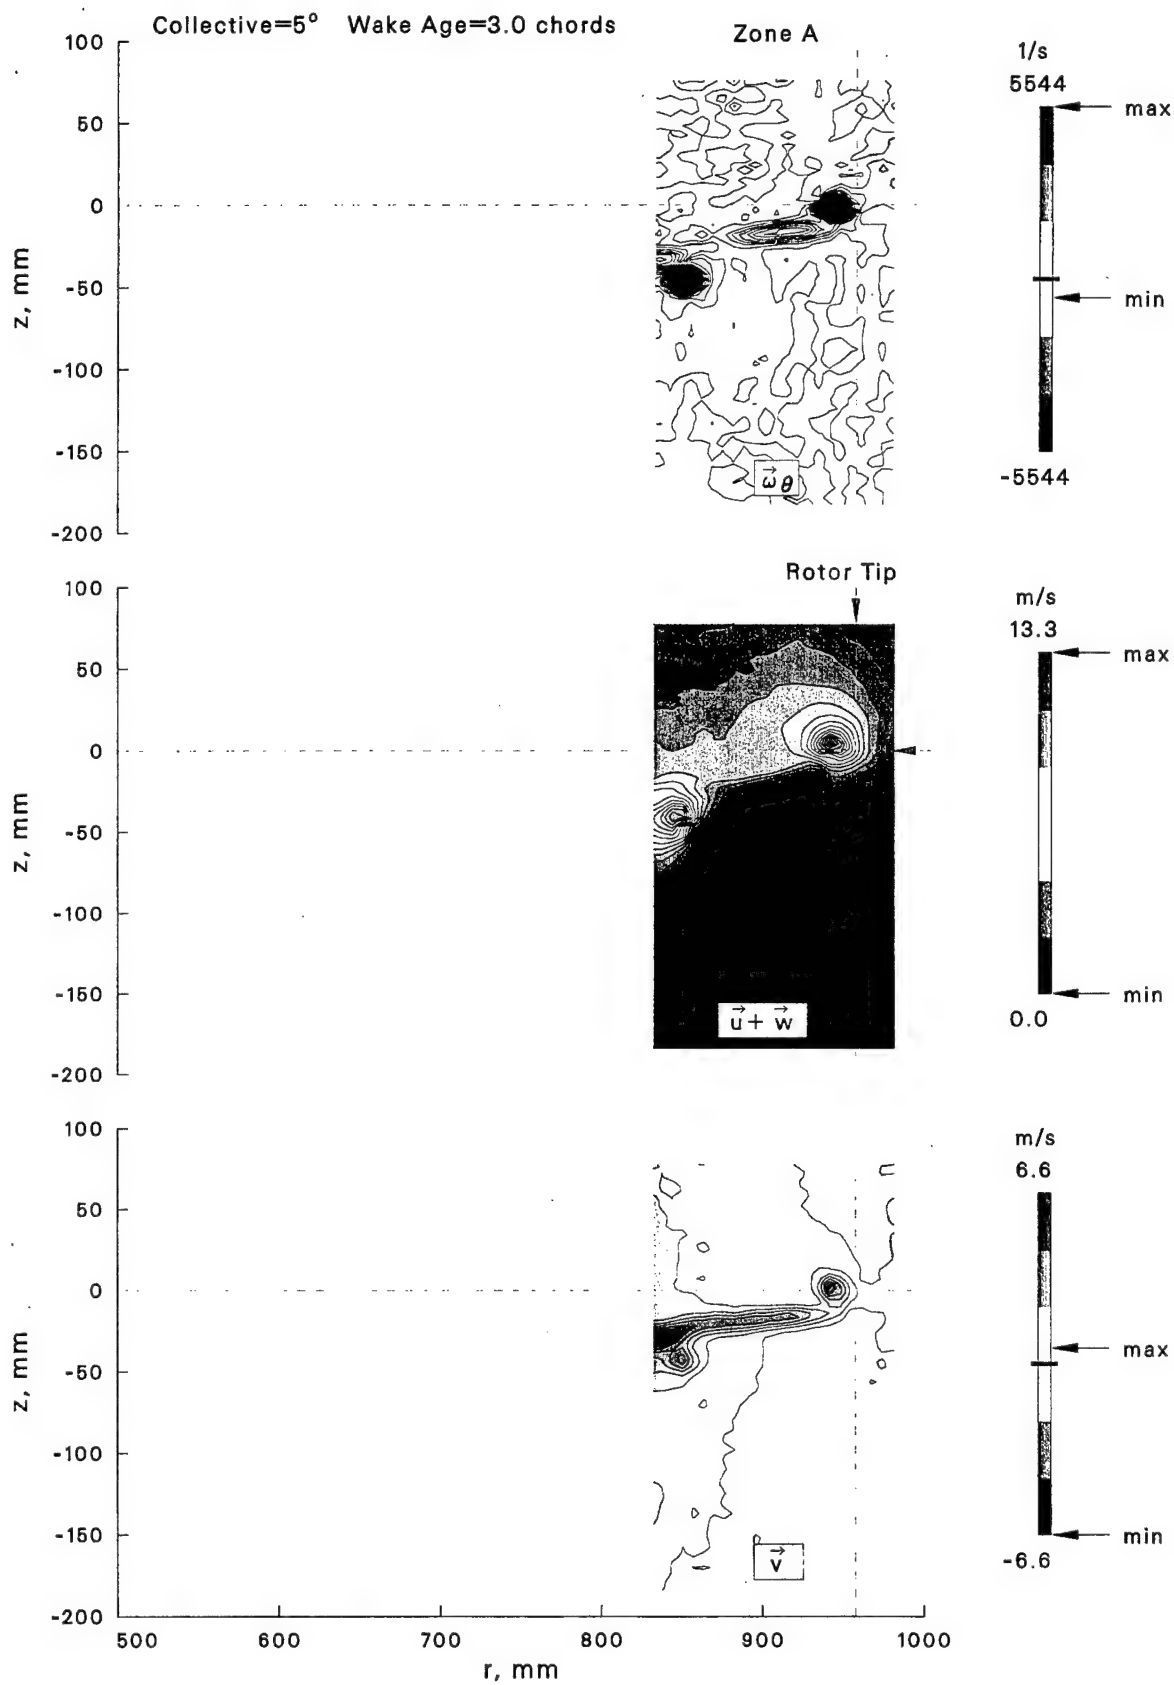 Collective=5° Wake Age=3.0 chords
Zone A
100
50
0
-50
-100
-150
-200
z, mm
ω⃗θ
1/s
5544
max
min
-5544
Rotor Tip
100
50
0
-50
-100
-150
-200
z, mm
u⃗+ w⃗
m/s
13.3
max
min
0.0
100
50
0
-50
-100
-150
-200
z, mm
v⃗
m/s
6.6
max
min
-6.6
500 600 700 800 900 1000
r, mm